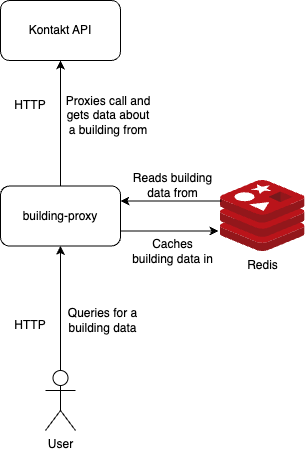 Kontakt API
HTTP
Proxies call and
gets data about
a building from
Reads building
data from
building-proxy
Caches
building data in
Redis
HTTP
Queries for a
building data
User